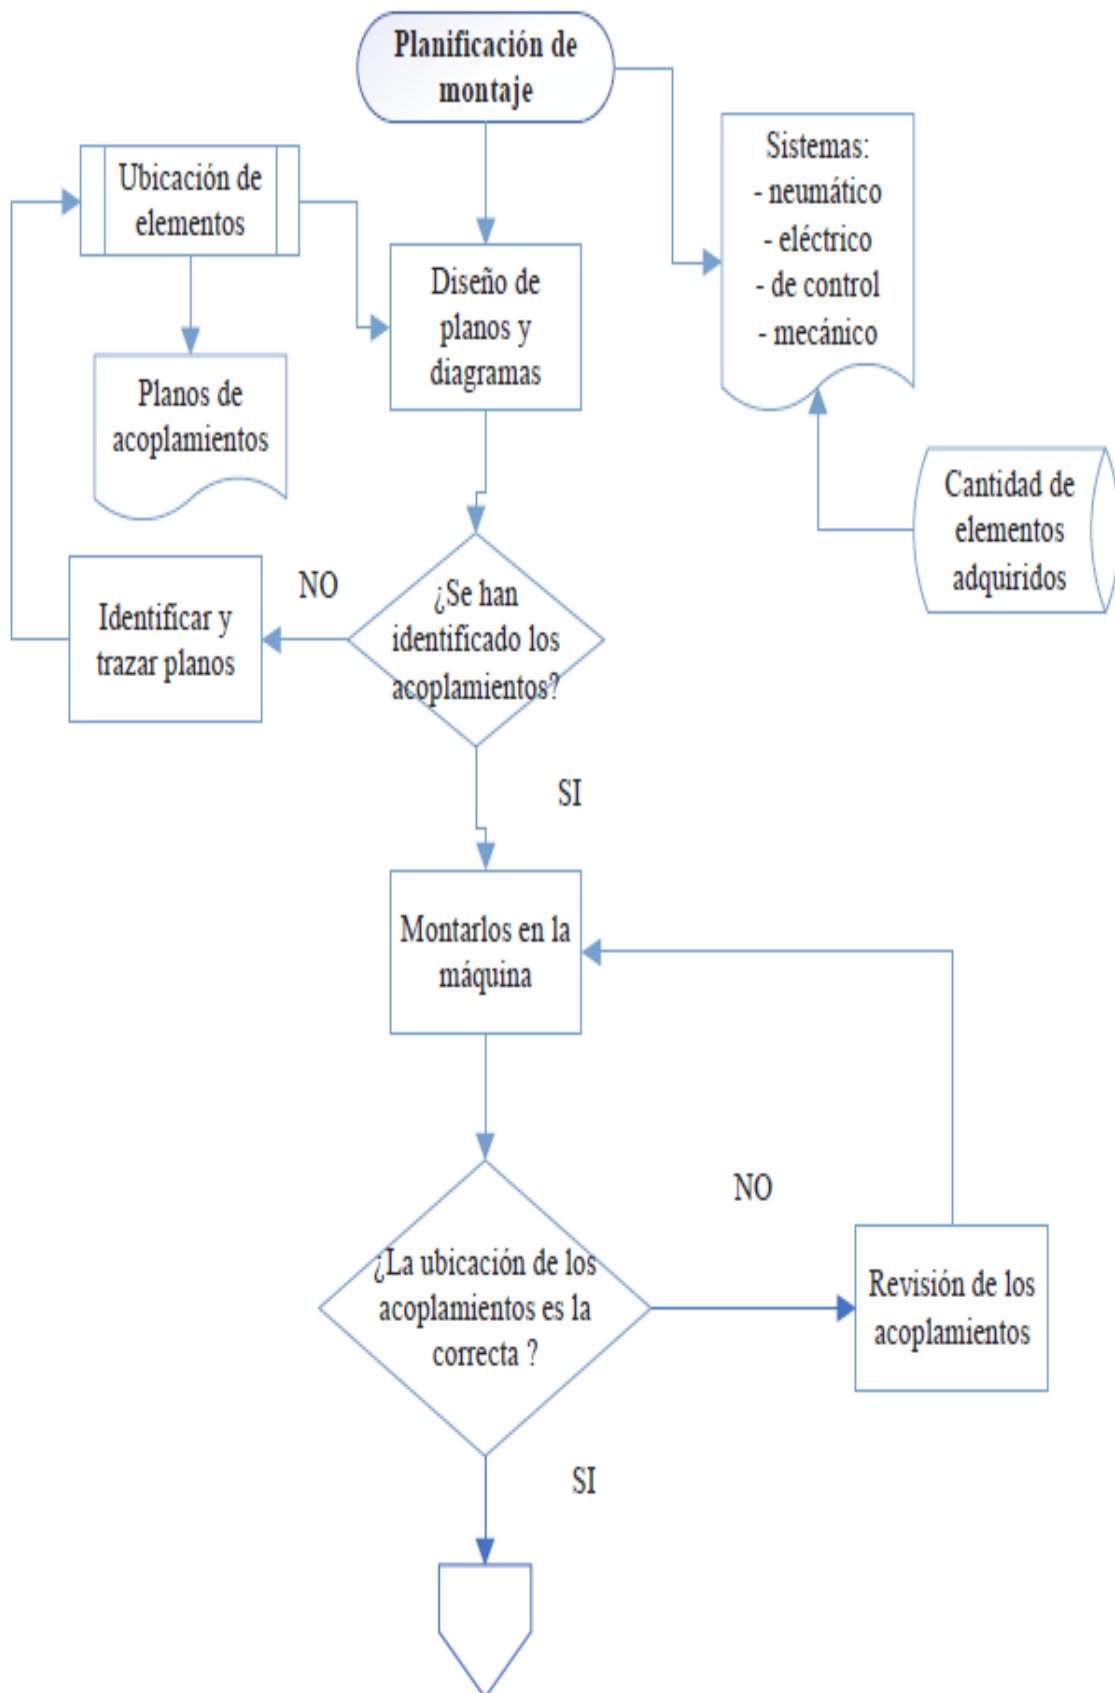 Planificación de
montaje
Sistemas:
- neumático
- eléctrico
- de control
- mecánico
Ubicación de
elementos
Diseño de
planos y
diagramas
Planos de
acoplamientos
Cantidad de
elementos
adquiridos
NO
¿Se han
identificado los
acoplamientos?
Identificar y
trazar planos
SI
Montarlos en la
máquina
NO
¿La ubicación de los
acoplamientos es la
correcta ?
Revisión de los
acoplamientos
SI